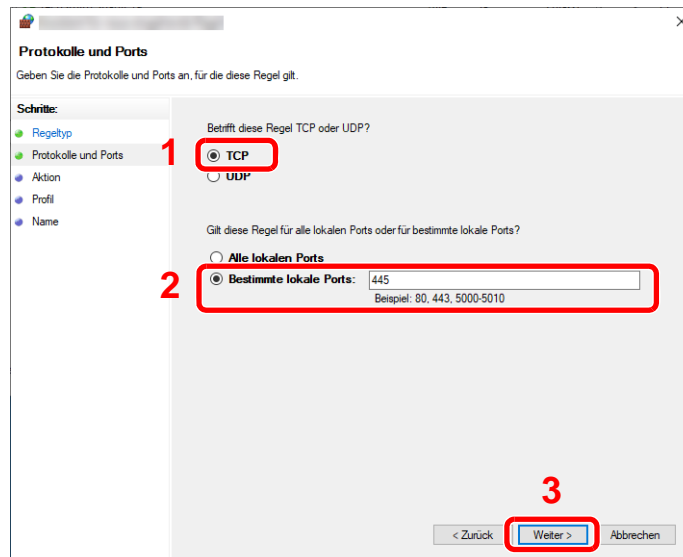 Protokolle und Ports
Geben Sie die Protokolle und Ports an, für die diese Regel gilt.
Schritte:
Regeltyp
Protokolle und Ports
Aktion
Profil
Name
Betrifft diese Regel TCP oder UDP?
1
TCP
UDP
Gilt diese Regel für alle lokalen Ports oder für bestimmte lokale Ports?
Alle lokalen Ports
2
Bestimmte lokale Ports: 445
Beispiel: 80, 443, 5000-5010
3
< Zurück Weiter > Abbrechen